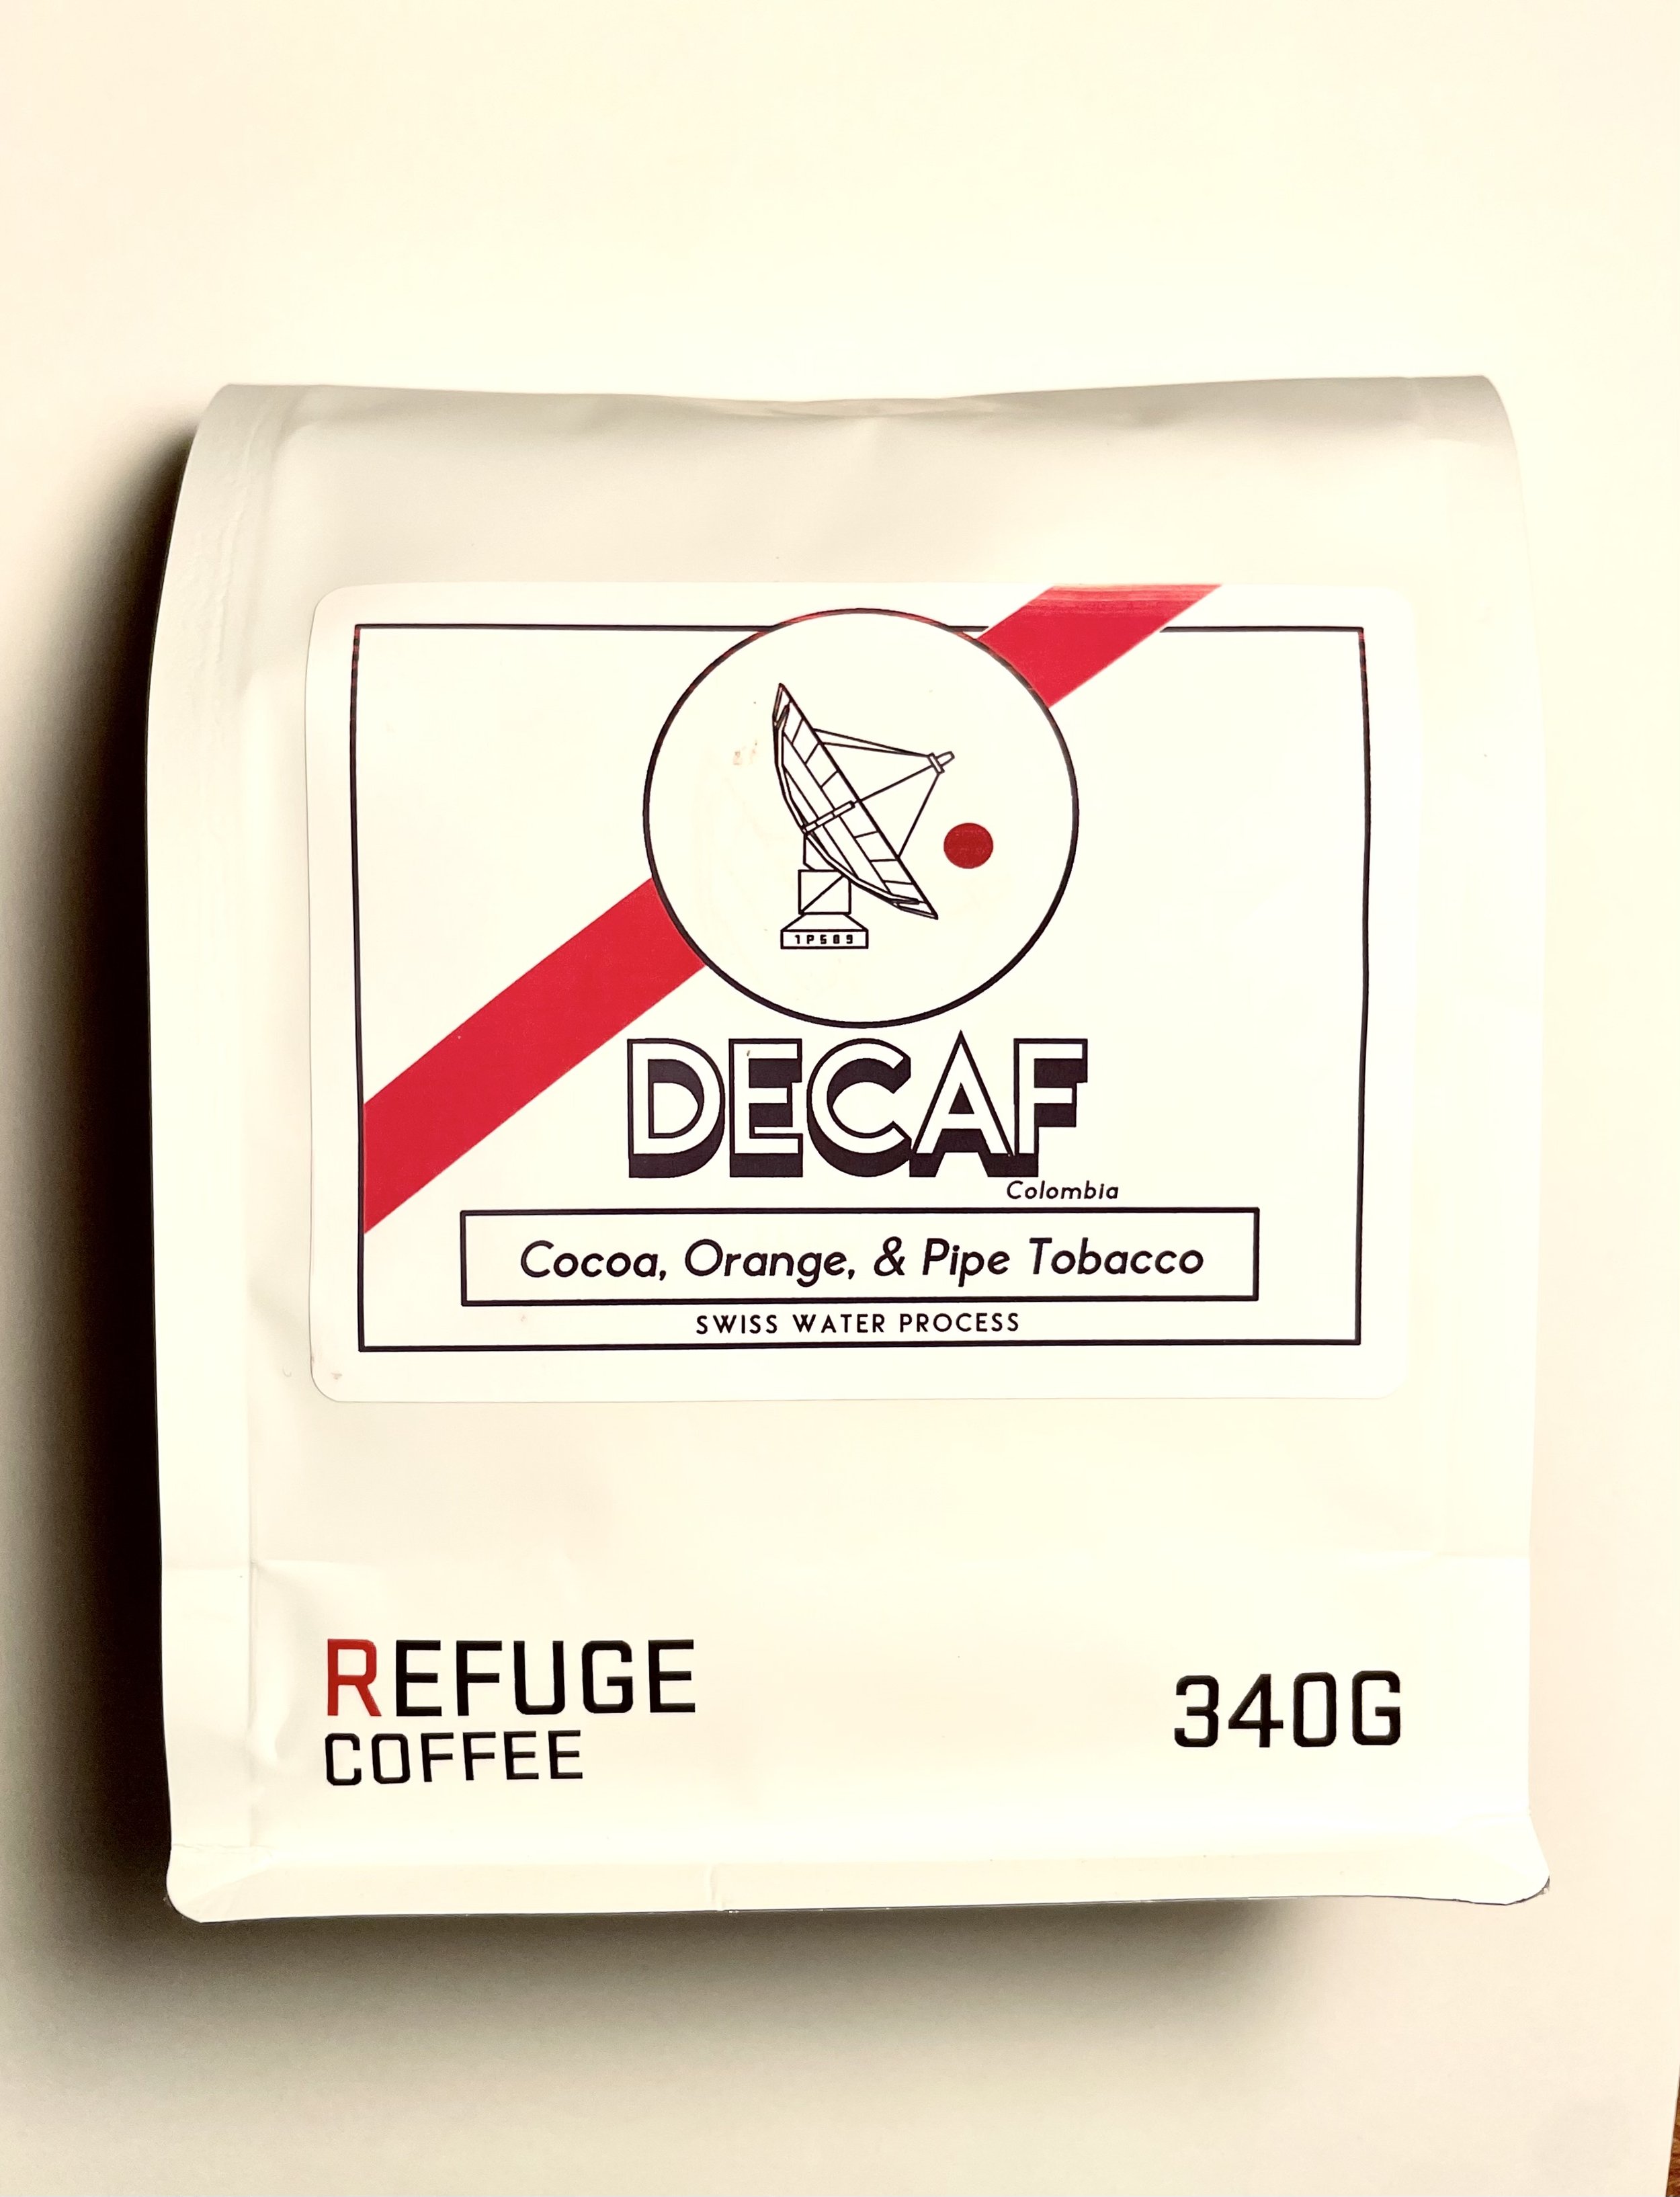 1P589
DECAF
Colombia
Cocoa, Orange, & Pipe Tobacco
SWISS WATER PROCESS
REFUGE
COFFEE
340G